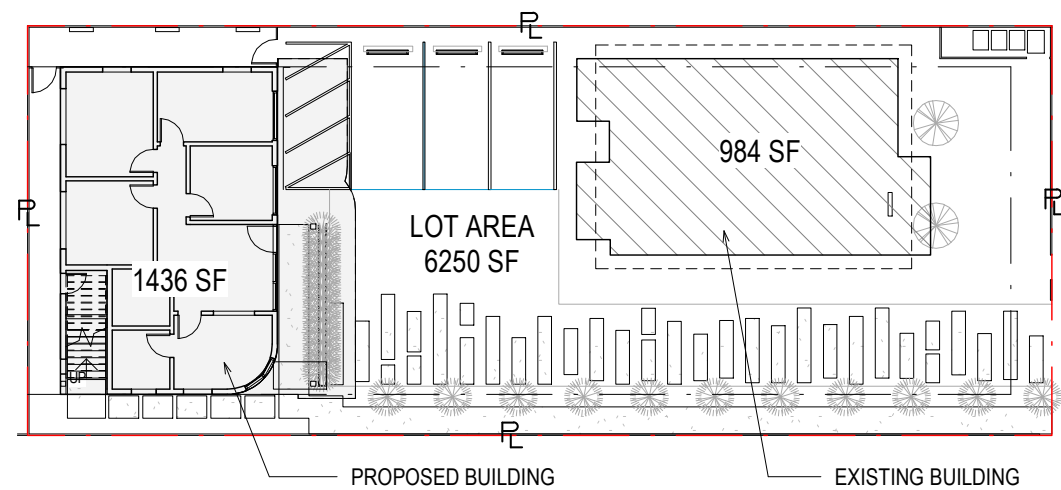 PL
984 SF
PL
LOT AREA
6250 SF
PL
1436 SF
UP
PL
PROPOSED BUILDING
EXISTING BUILDING